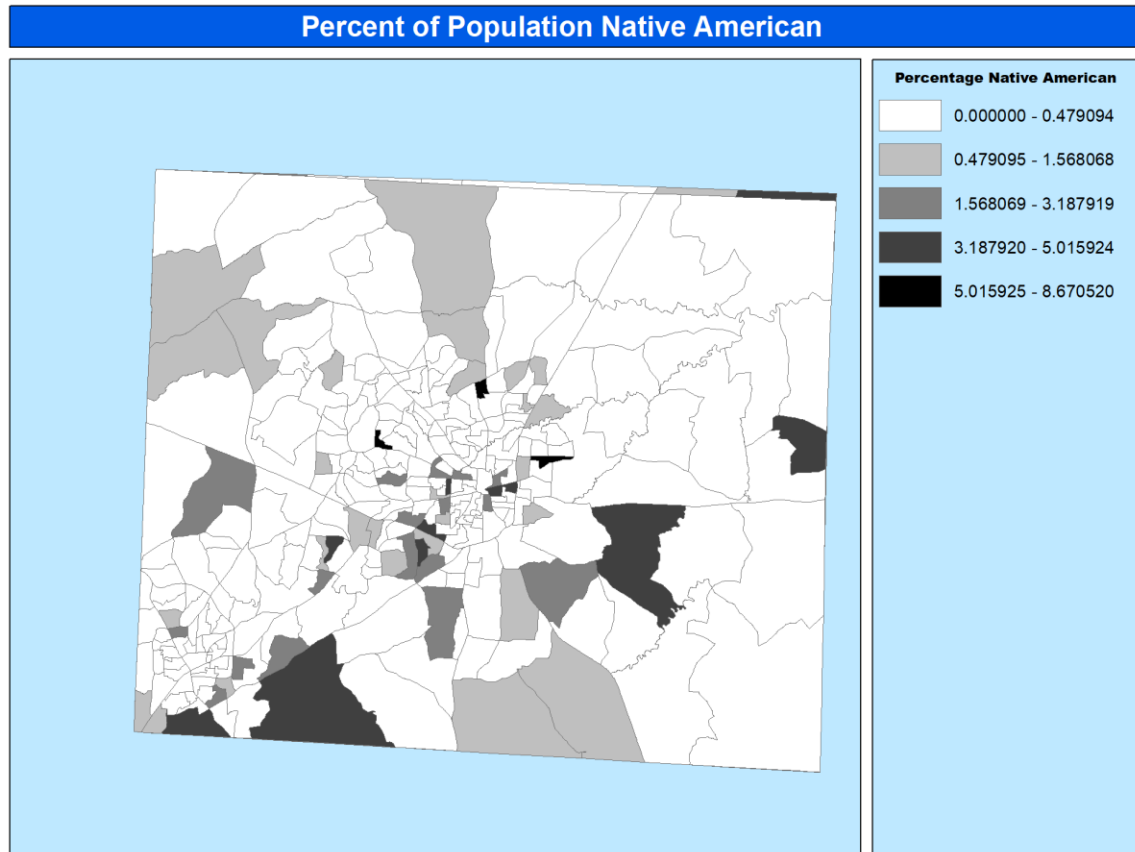 Percent of Population Native American
Percentage Native American
0.000000 - 0.479094
0.479095 - 1.568068
1.568069 - 3.187919
3.187920 - 5.015924
5.015925 - 8.670520